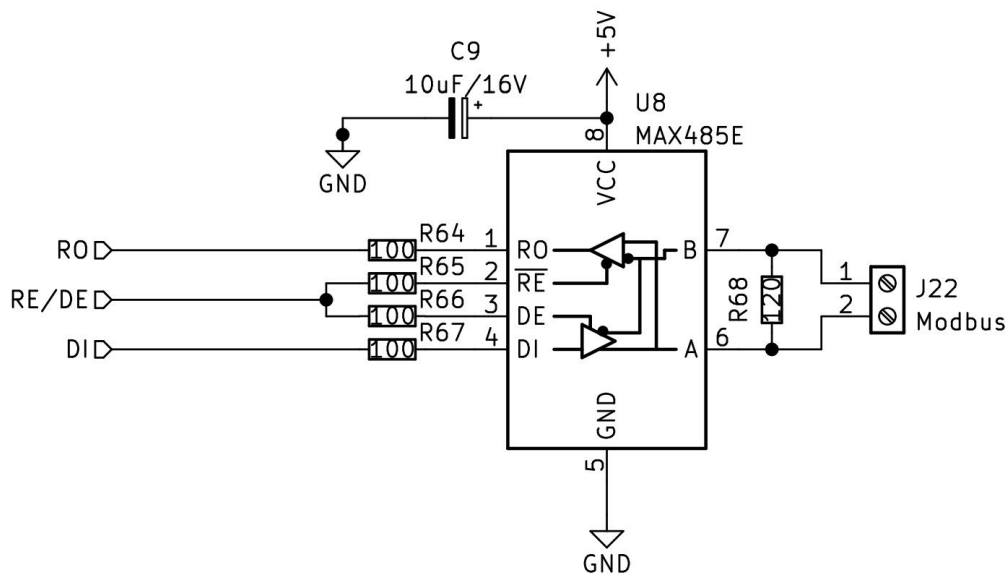 +5V
C9
10uF/16V
+
U8
MAX485E
8
VCC
GND
RO
100
R64
1
RO
B
7
R65
100
2
RE
1
RE/DE
R66
100
3
DE
R68
120
2
J22
Modbus
DI
R67
100
4
DI
A
6
GND
5
GND